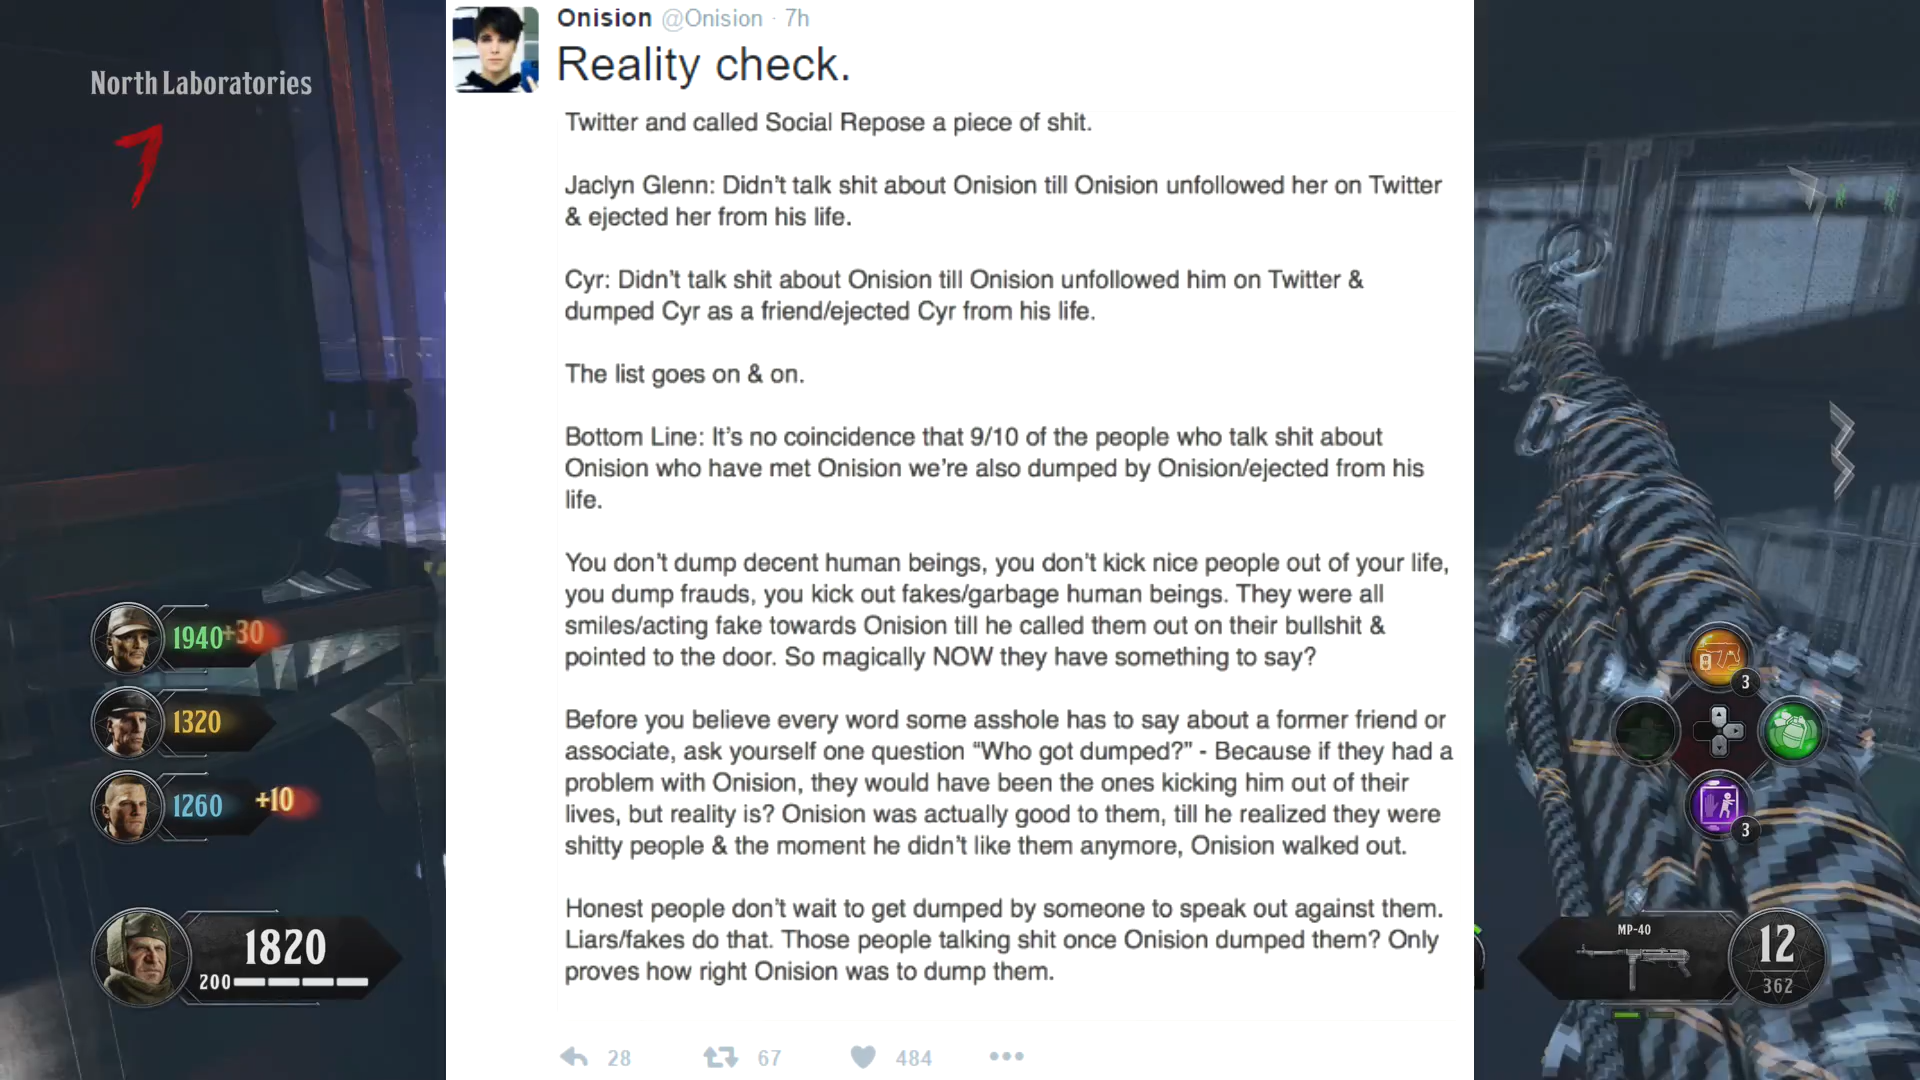 North Laboratories
7
1940 +30
1320
1260 +10
1820
200
Onision @Onision · 7h
Reality check.
Twitter and called Social Repose a piece of shit.
Jaclyn Glenn: Didn't talk shit about Onision till Onision unfollowed her on Twitter
& ejected her from his life.
Cyr: Didn't talk shit about Onision till Onision unfollowed him on Twitter &
dumped Cyr as a friend/ejected Cyr from his life.
The list goes on & on.
Bottom Line: It's no coincidence that 9/10 of the people who talk shit about
Onision who have met Onision we're also dumped by Onision/ejected from his
life.
You don't dump decent human beings, you don't kick nice people out of your life,
you dump frauds, you kick out fakes/garbage human beings. They were all
smiles/acting fake towards Onision till he called them out on their bullshit &
pointed to the door. So magically NOW they have something to say?
Before you believe every word some asshole has to say about a former friend or
associate, ask yourself one question “Who got dumped?” - Because if they had a
problem with Onision, they would have been the ones kicking him out of their
lives, but reality is? Onision was actually good to them, till he realized they were
shitty people & the moment he didn't like them anymore, Onision walked out.
Honest people don't wait to get dumped by someone to speak out against them.
Liars/fakes do that. Those people talking shit once Onision dumped them? Only
proves how right Onision was to dump them.
28 67 484
3
3
MP-40
12
362